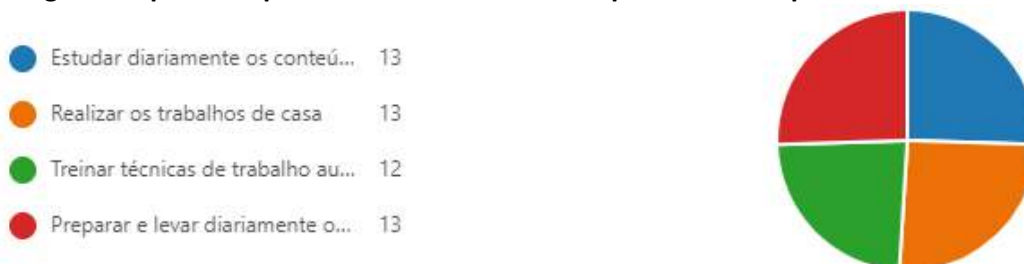 Estudar diariamente os conteú... 13
Realizar os trabalhos de casa 13
Treinar técnicas de trabalho au... 12
Preparar e levar diariamente o... 13